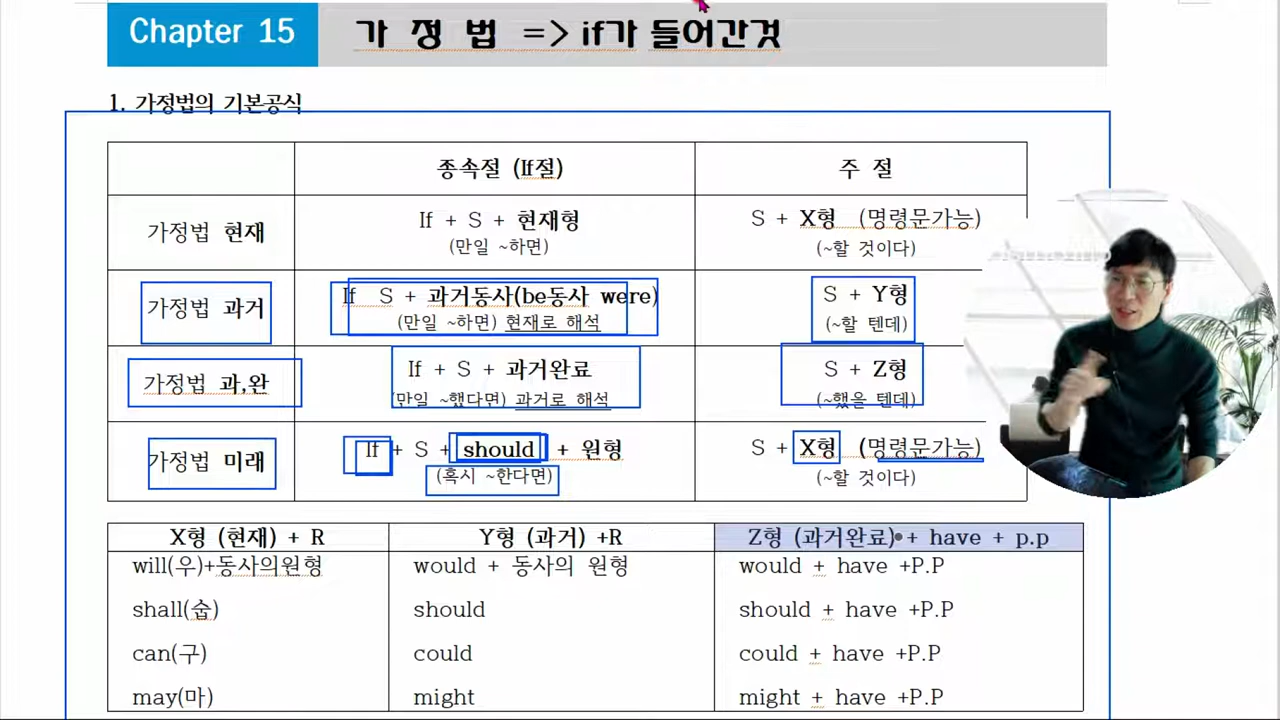 Chapter 15
가 정 법 => if가 들어간것
1. 가정법의 기본공식
종속절 (If절)
주 절
가정법 현재
If + S + 현재형
(만일 ~하면)
S + X형 (명령문가능)
(~할 것이다)
가정법 과거
If S + 과거동사(be동사 were)
(만일 ~하면) 현재로 해석
S + Y형
(~할 텐데)
가정법 과,완
If + S + 과거완료
(만일 ~했다면) 과거로 해석
S + Z형
(~했을 텐데)
가정법 미래
If + S + should + 원형
(혹시 ~한다면)
S + X형 (명령문가능)
(~할 것이다)
X형 (현재) + R
Y형 (과거) +R
Z형 (과거완료) + have + p.p
will(우)+동사의원형
would + 동사의 원형
would + have +P.P
shall(숩)
should
should + have +P.P
can(구)
could
could + have +P.P
may(마)
might
might + have +P.P